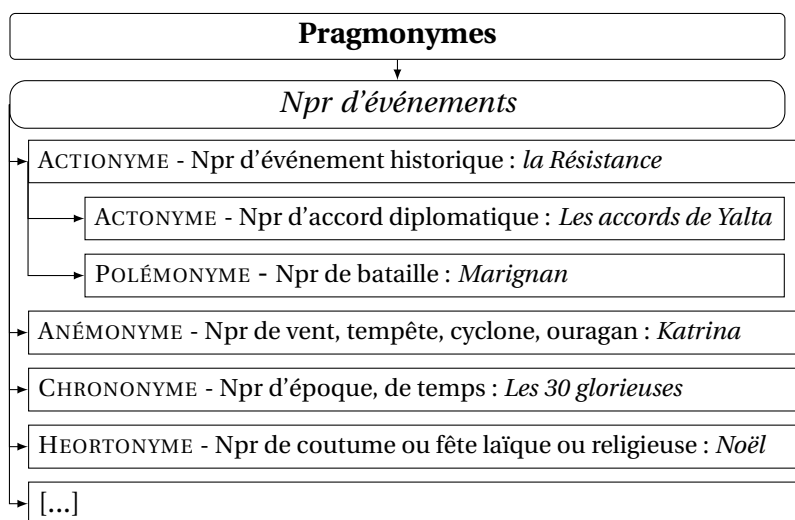 Pragmonymes
Npr d'événements
ACTIONYME - Npr d'événement historique : la Résistance
ACTONYME - Npr d'accord diplomatique : Les accords de Yalta
POLÉMONYME - Npr de bataille : Marignan
ANÉMONYME - Npr de vent, tempête, cyclone, ouragan : Katrina
CHRONONYME - Npr d'époque, de temps : Les 30 glorieuses
HEORTONYME - Npr de coutume ou fête laïque ou religieuse : Noël
[...]